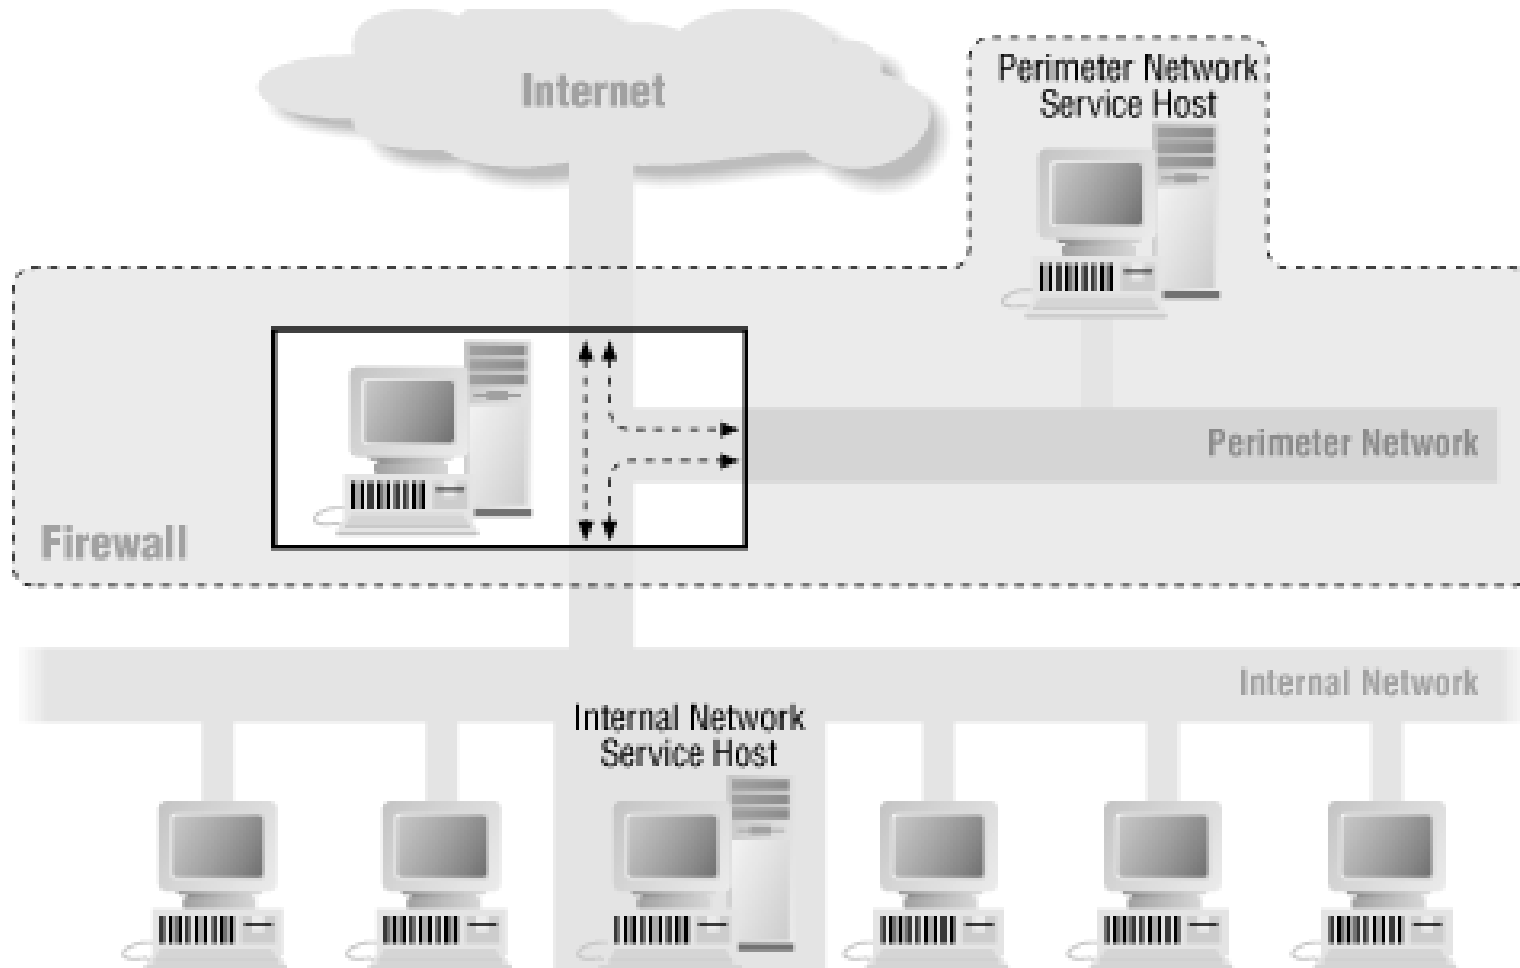 Internet
Perimeter Network
Service Host
Perimeter Network
Firewall
Internal Network
Internal Network
Service Host